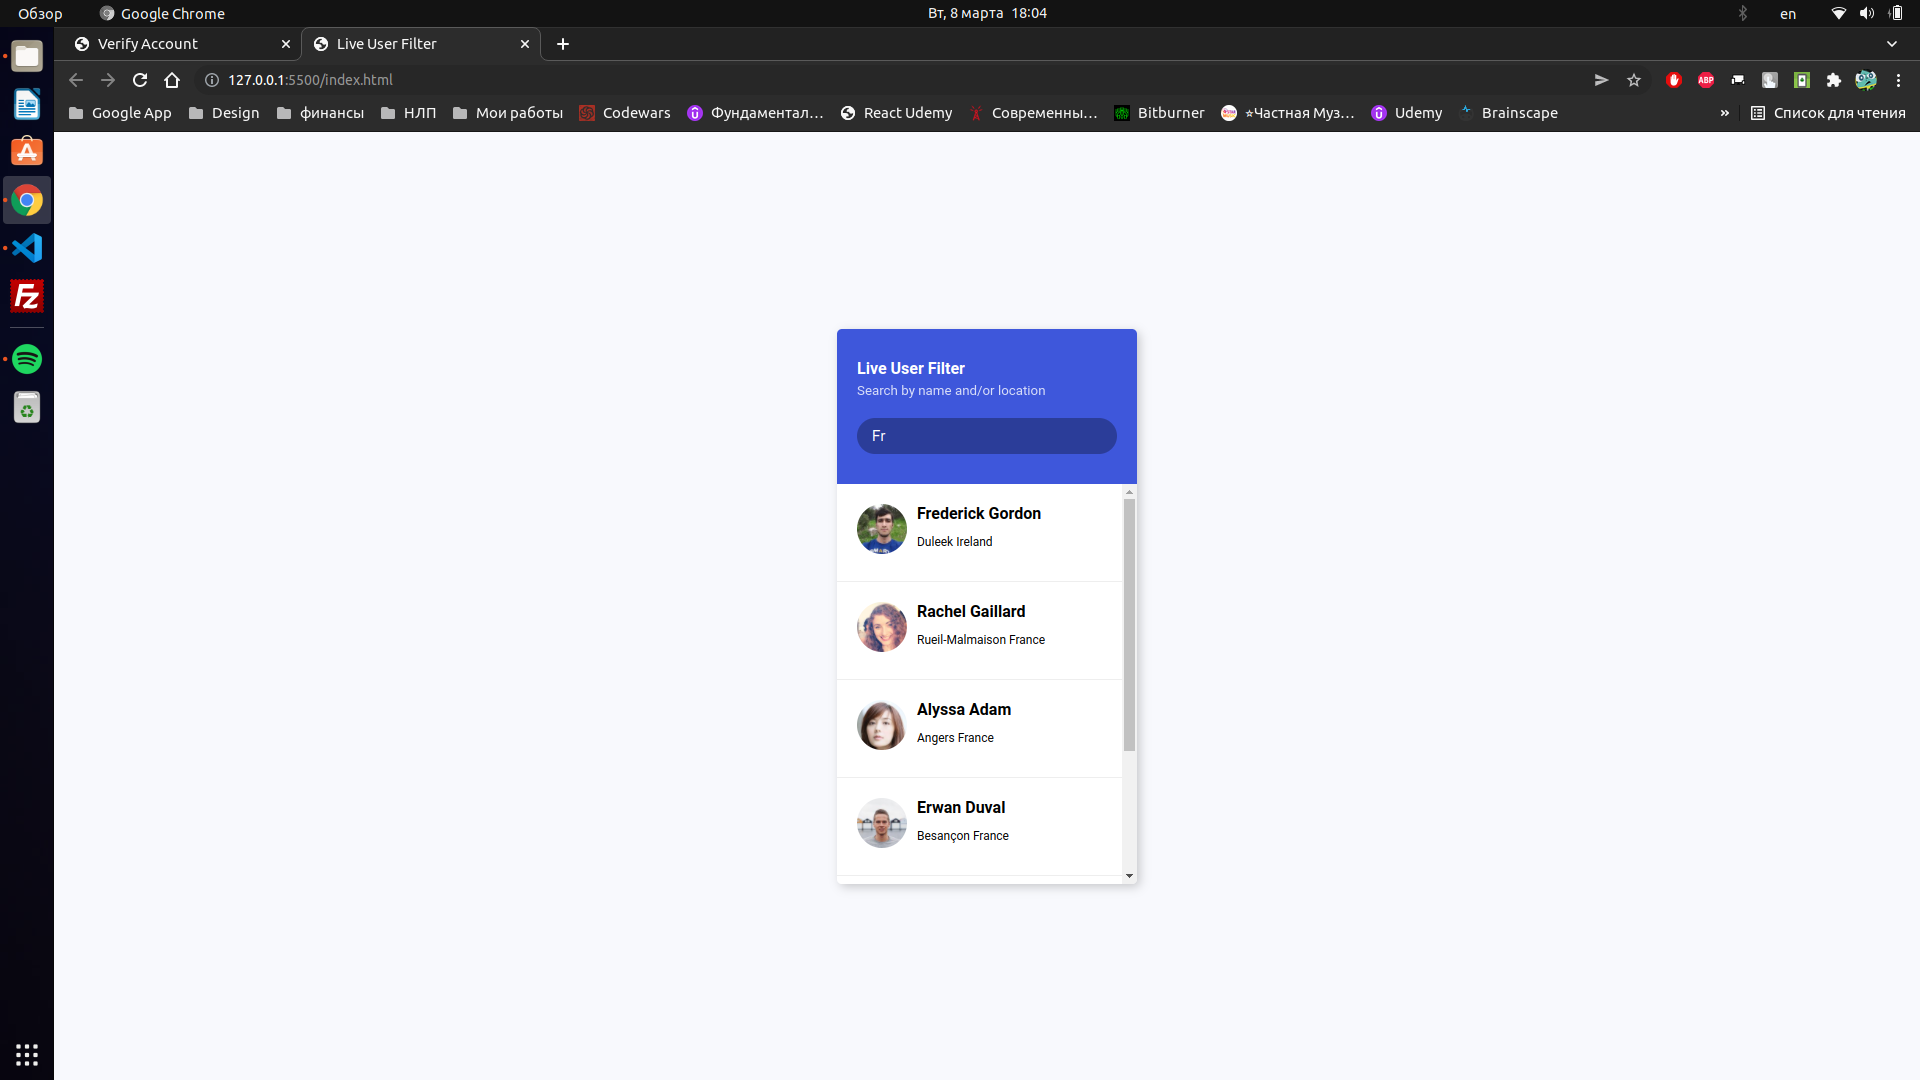 Обзор
Google Chrome
Вт, 8 марта 18:04
en
Verify Account
Live User Filter
127.0.0.1:5500/index.html
ABP
Google App
Design
финансы
НЛП
Мои работы
Codewars
Фундаментал…
React Udemy
Современны…
Bitburner
⭐Частная Муз…
Udemy
Brainscape
»
Список для чтения
Fz
Live User Filter
Search by name and/or location
Fr
Frederick Gordon
Duleek Ireland
Rachel Gaillard
Rueil-Malmaison France
Alyssa Adam
Angers France
Erwan Duval
Besançon France